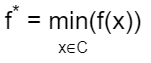 f* = min(f(x))
x∈C